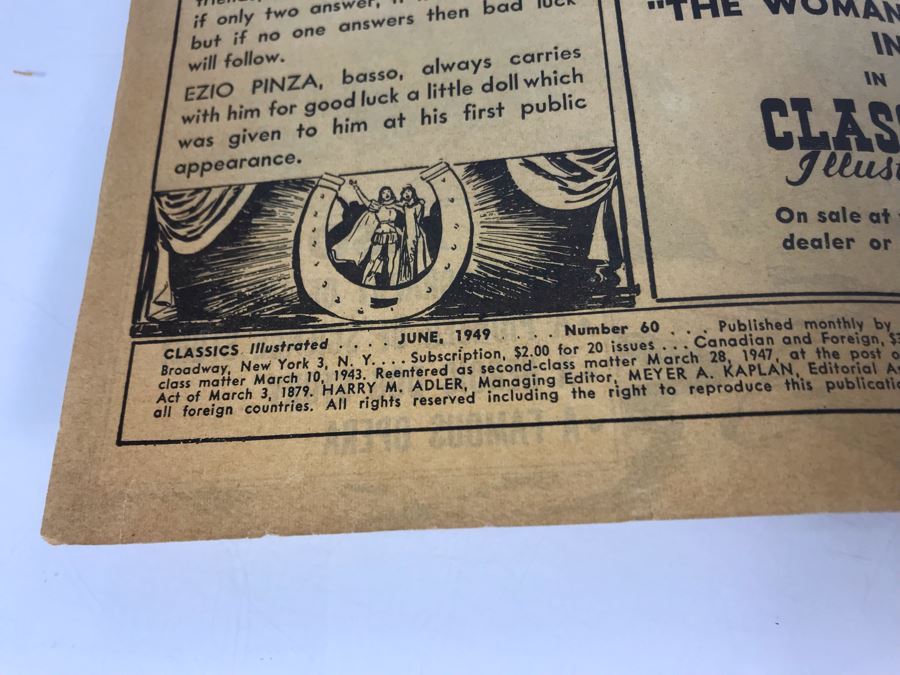 if only two answer,
but if no one answers then bad luck
will follow.
EZIO PINZA, basso, always carries
with him for good luck a little doll which
was given to him at his first public
appearance.
"THE WOMAN
IN
IN
CLASS
Illust
On sale at
dealer or
CLASSICS Illustrated . . . . JUNE, 1949 . . . . Number 60 . . . Published monthly by
Broadway, New York 3, N. Y. . . . Subscription, $2.00 for 20 issues . . . Canadian and Foreign, $3
class matter March 10, 1943. Reentered as second-class matter March 28, 1947, at the post o
Act of March 3, 1879. HARRY M. ADLER, Managing Editor, MEYER A. KAPLAN, Editorial A
all foreign countries. All rights reserved including the right to reproduce this publicati
A FAMOUS OPERA